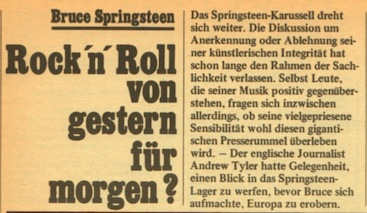 Bruce Springsteen
Rock´n´Roll
von
gestern
für
morgen?
Das Springsteen-Karussell dreht
sich weiter. Die Diskussion um
Anerkennung oder Ablehnung sei-
ner künstlerischen Integrität hat
schon lange den Rahmen der Sach-
lichkeit verlassen. Selbst Leute,
die seiner Musik positiv gegenüber-
stehen, fragen sich inzwischen
allerdings, ob seine vielgepriesene
Sensibilität wohl diesen giganti-
schen Presserummel überleben
wird. – Der englische Journalist
Andrew Tyler hatte Gelegenheit,
einen Blick in das Springsteen-
Lager zu werfen, bevor Bruce sich
aufmachte, Europa zu erobern.